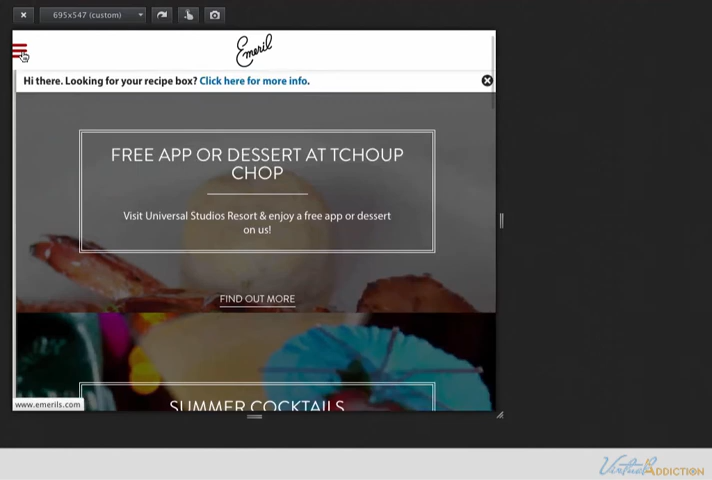 695x547 (custom)
Emeril
Hi there. Looking for your recipe box? Click here for more info.
FREE APP OR DESSERT AT TCHOUP
CHOP
Visit Universal Studios Resort & enjoy a free app or dessert
on us!
FIND OUT MORE
SUMMER COCKTAILS
www.emerils.com
Virtual ADDICTION